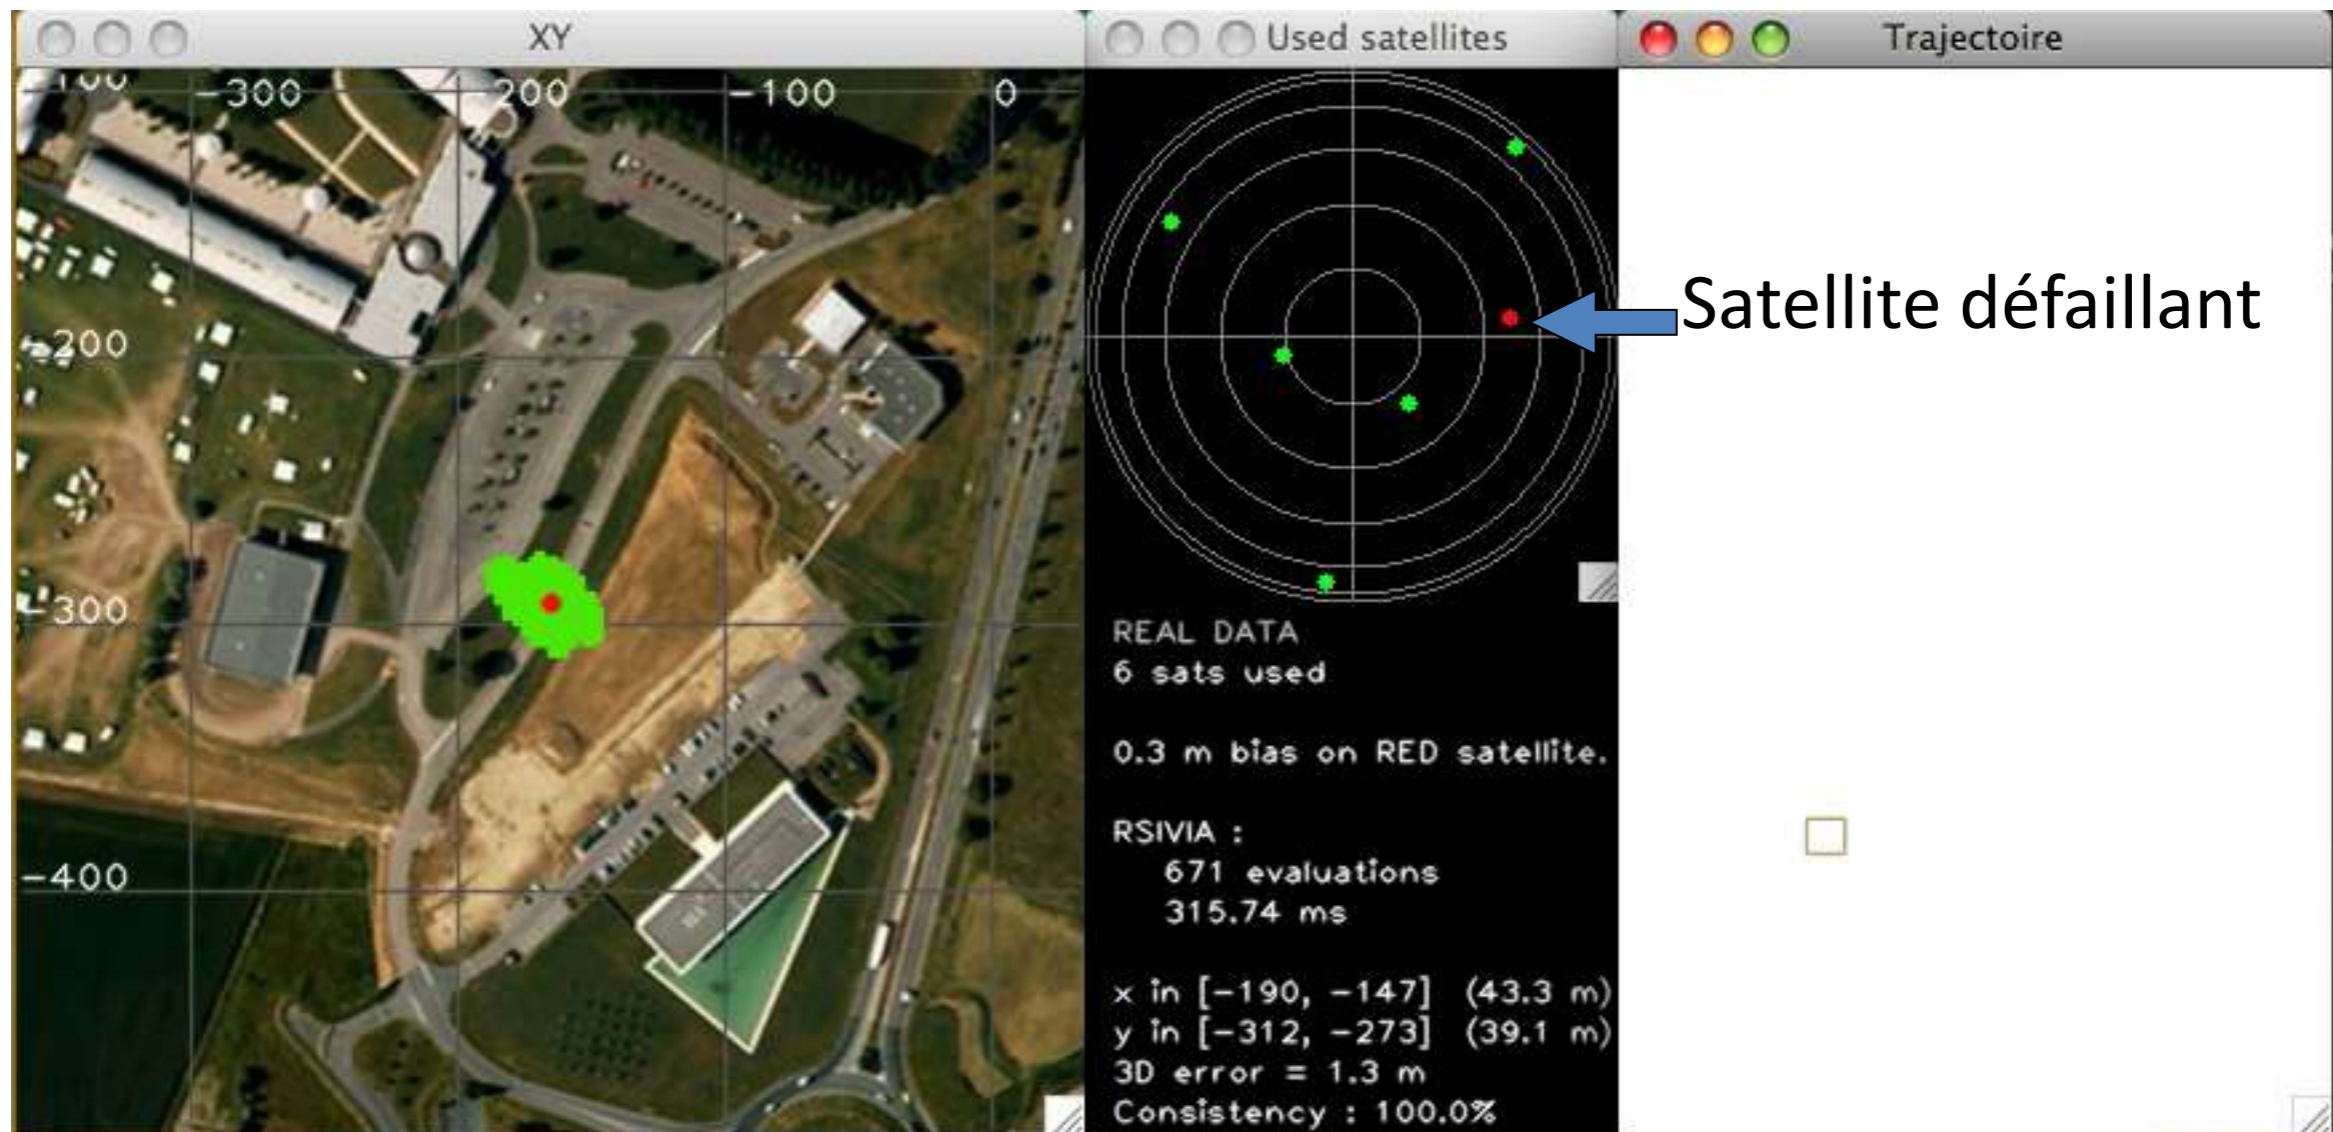 XY
-300
200
-100
0
-200
-300
-400
Used satellites
REAL DATA
6 sats used
0.3 m bias on RED satellite.
RSIVIA :
671 evaluations
315.74 ms
x in [-190, -147] (43.3 m)
y in [-312, -273] (39.1 m)
3D error = 1.3 m
Consistency : 100.0%
Trajectoire
Satellite défaillant